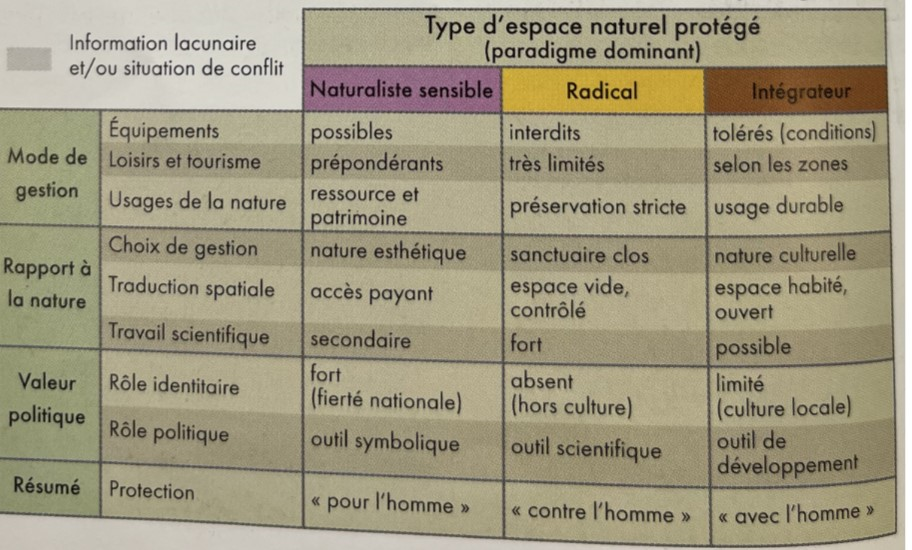 Information lacunaire
et/ou situation de conflit
Type d'espace naturel protégé
(paradigme dominant)
Naturaliste sensible
Radical
Intégrateur
Mode de
gestion
Équipements
possibles
interdits
tolérés (conditions)
Loisirs et tourisme
prépondérants
très limités
selon les zones
Usages de la nature
ressource et
patrimoine
préservation stricte
usage durable
Rapport à
la nature
Choix de gestion
nature esthétique
sanctuaire clos
nature culturelle
Traduction spatiale
accès payant
espace vide,
contrôlé
espace habité,
ouvert
Travail scientifique
secondaire
fort
possible
Valeur
politique
Rôle identitaire
fort
(fierté nationale)
absent
(hors culture)
limité
(culture locale)
Rôle politique
outil symbolique
outil scientifique
outil de
développement
Résumé
Protection
« pour l'homme »
« contre l'homme »
« avec l'homme »